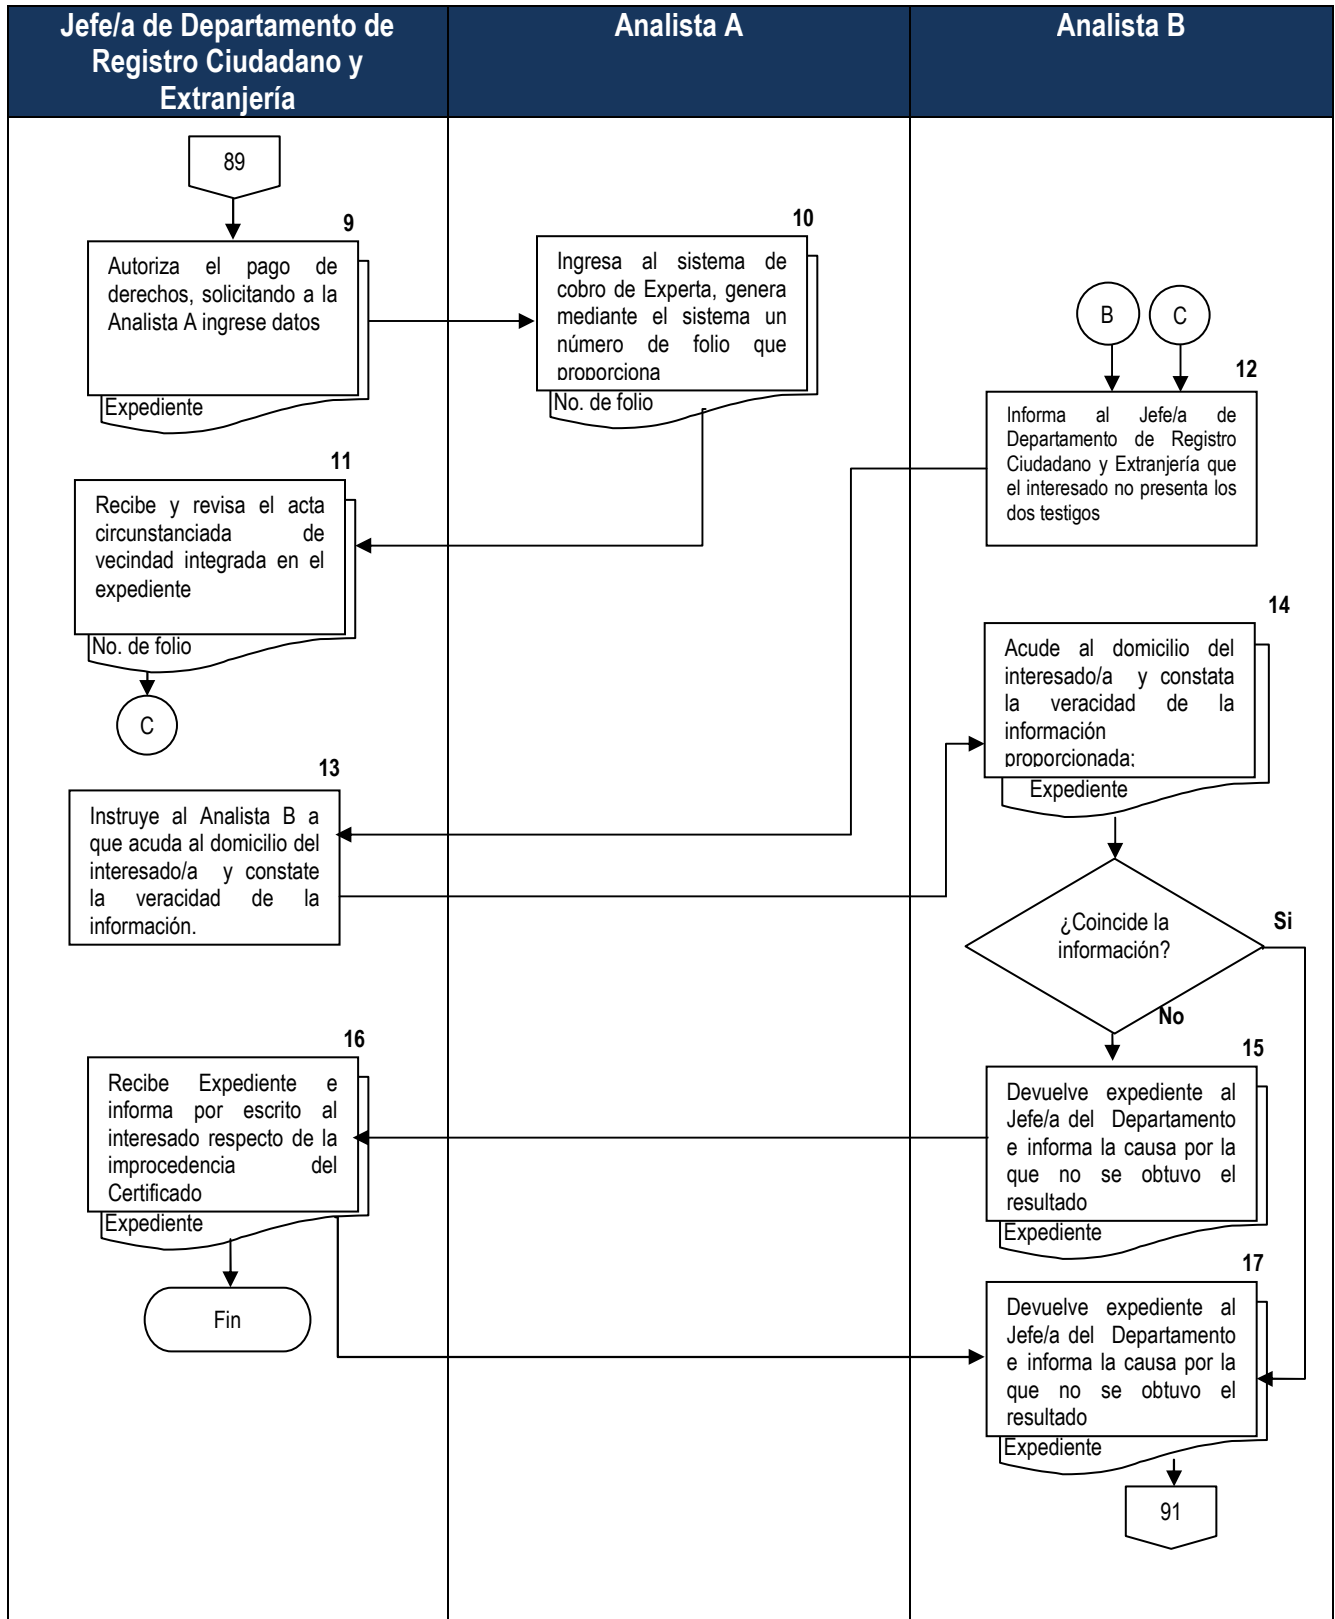 Jefe/a de Departamento de
Registro Ciudadano y
Extranjería
Analista A
Analista B
89
9
Autoriza el pago de
derechos, solicitando a la
Analista A ingrese datos
Expediente
10
Ingresa al sistema de
cobro de Experta, genera
mediante el sistema un
número de folio que
proporciona
No. de folio
B
C
12
Informa al Jefe/a de
Departamento de Registro
Ciudadano y Extranjería que
el interesado no presenta los
dos testigos
11
Recibe y revisa el acta
circunstanciada de
vecindad integrada en el
expediente
No. de folio
C
14
Acude al domicilio del
interesado/a y constata
la veracidad de la
información
proporcionada;
Expediente
13
Instruye al Analista B a
que acuda al domicilio del
interesado/a y constate
la veracidad de la
información.
¿Coincide la
información?
Si
No
16
Recibe Expediente e
informa por escrito al
interesado respecto de la
improcedencia del
Certificado
Expediente
Fin
15
Devuelve expediente al
Jefe/a del Departamento
e informa la causa por la
que no se obtuvo el
resultado
Expediente
17
Devuelve expediente al
Jefe/a del Departamento
e informa la causa por la
que no se obtuvo el
resultado
Expediente
91